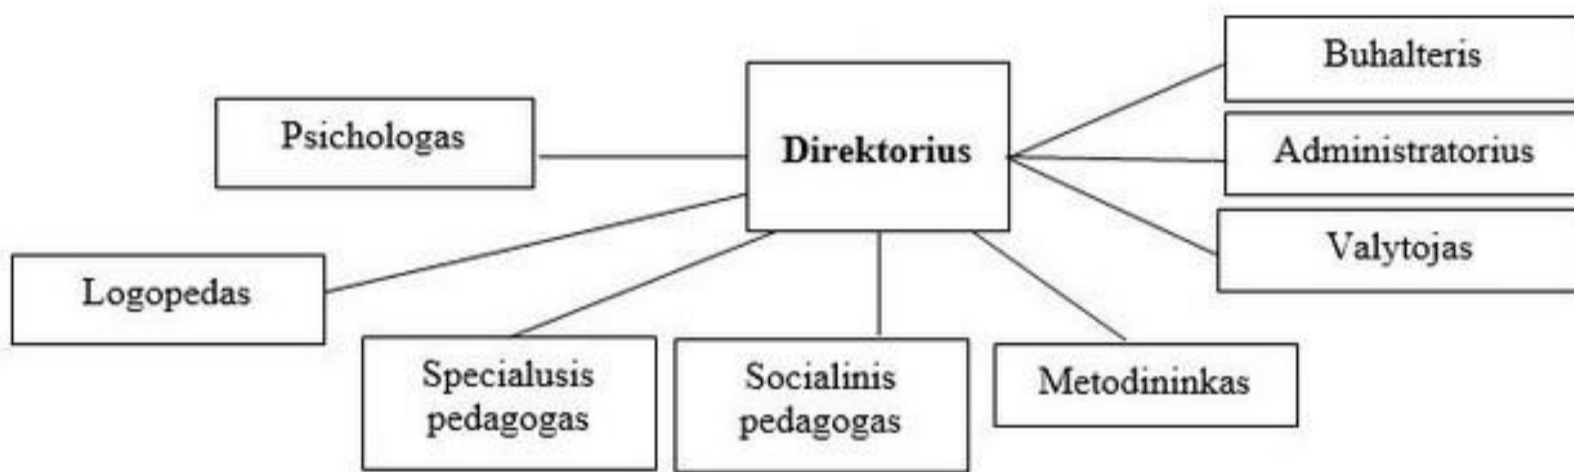 Buhalteris
Psichologas
Direktorius
Administratorius
Valytojas
Logopedas
Specialusis
pedagogas
Socialinis
pedagogas
Metodininkas